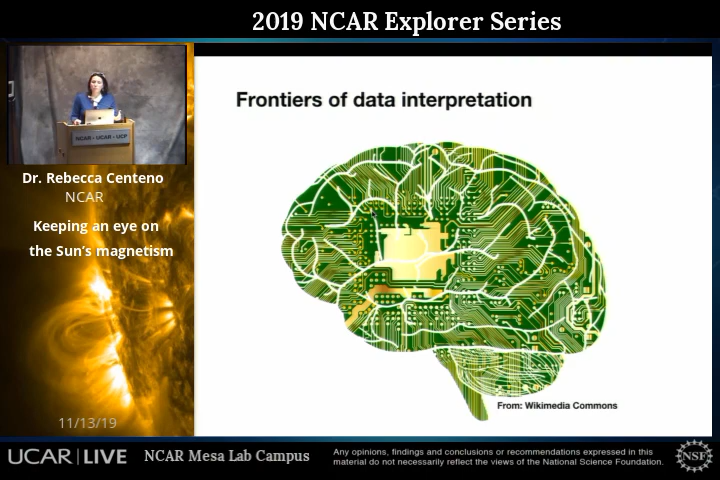 2019 NCAR Explorer Series
NCAR • UCAR • UCP
Dr. Rebecca Centeno
NCAR
Keeping an eye on
the Sun's magnetism
11/13/19
Frontiers of data interpretation
From: Wikimedia Commons
UCAR|LIVE
NCAR Mesa Lab Campus
Any opinions, findings and conclusions or recommendations expressed in this
material do not necessarily reflect the views of the National Science Foundation.
NSF